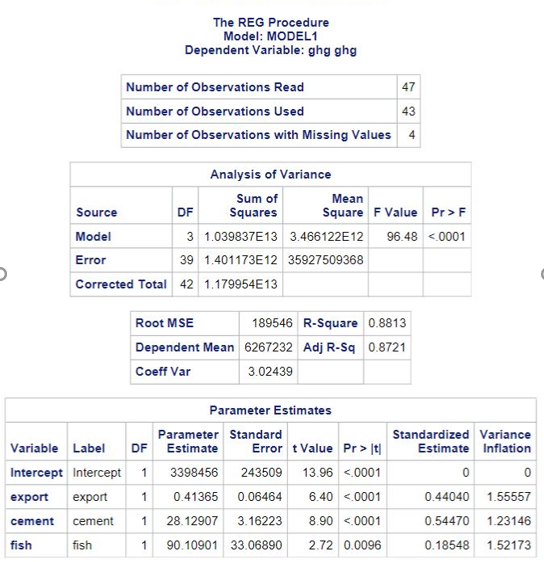 The REG Procedure
Model: MODEL1
Dependent Variable: ghg ghg
Number of Observations Read 47
Number of Observations Used 43
Number of Observations with Missing Values 4
Analysis of Variance
Source DF Sum of Squares Mean Square F Value Pr > F
Model 3 1.039837E13 3.466122E12 96.48 <.0001
Error 39 1.401173E12 35927509368
Corrected Total 42 1.179954E13
Root MSE 189546 R-Square 0.8813
Dependent Mean 6267232 Adj R-Sq 0.8721
Coeff Var 3.02439
Parameter Estimates
Variable Label DF Parameter Estimate Standard Error t Value Pr > |t| Standardized Estimate Variance Inflation
Intercept Intercept 1 3398456 243509 13.96 <.0001 0 0
export export 1 0.41365 0.06464 6.40 <.0001 0.44040 1.55557
cement cement 1 28.12907 3.16223 8.90 <.0001 0.54470 1.23146
fish fish 1 90.10901 33.06890 2.72 0.0096 0.18548 1.52173